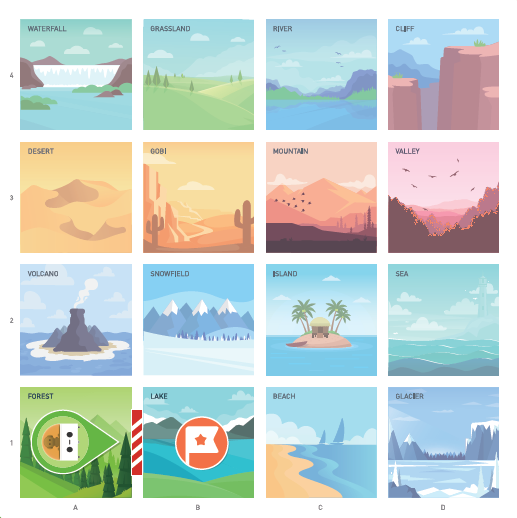 WATERFALL
GRASSLAND
RIVER
CLIFF
4
DESERT
GOBI
MOUNTAIN
VALLEY
3
VOLCANO
SNOWFIELD
ISLAND
SEA
2
FOREST
LAKE
BEACH
GLACIER
1
A
B
C
D